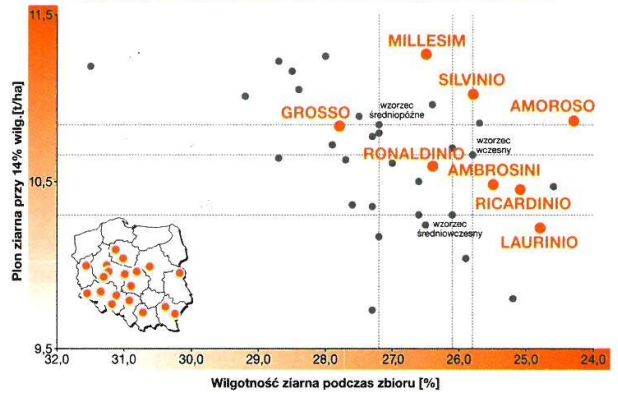 11,5
MILLESIM
SILVINIO
AMOROSO
GROSSO
wzorzec
średniopóźne
wzorzec
wczesny
RONALDINIO
AMBROSINI
RICARDINIO
wzorzec
średniowczesny
LAURINIO
Plon ziarna przy 14% wilg.[t/ha]
10,5
9,5
32,0 31,0 30,0 29,0 28,0 27,0 26,0 25,0 24,0
Wilgotność ziarna podczas zbioru [%]